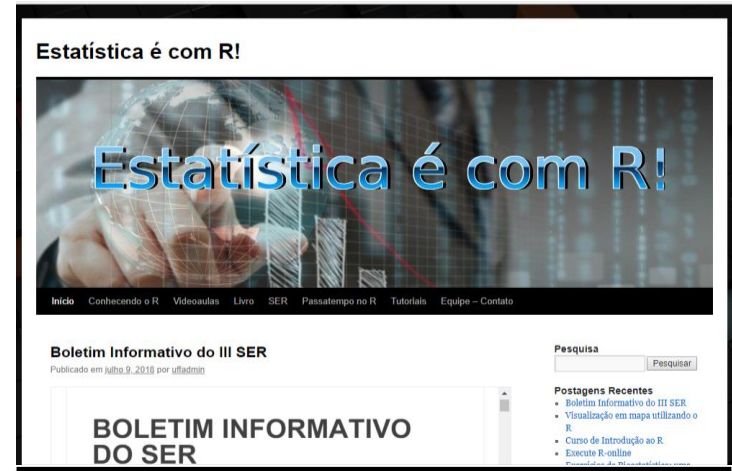 Estatística é com R!
Estatística é com R!
Início Conhecendo o R Videoaulas Livro SER Passatempo no R Tutoriais Equipe – Contato
Boletim Informativo do III SER
Publicado em julho 9, 2018 por uffadmin
BOLETIM INFORMATIVO
DO SER
Pesquisa
Pesquisar
Postagens Recentes
Boletim Informativo do III SER
Visualização em mapa utilizando o
R
Curso de Introdução ao R
Execute R-online